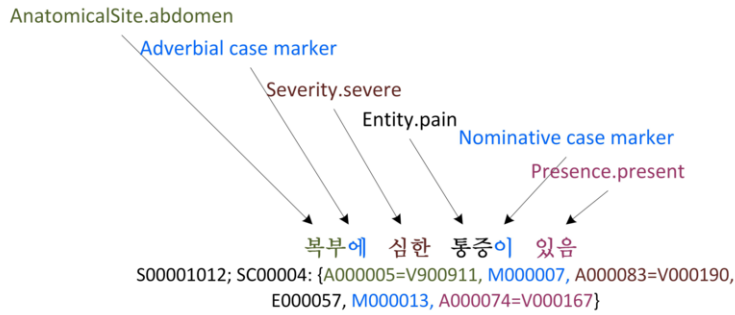 AnatomicalSite.abdomen
Adverbial case marker
Severity.severe
Entity.pain
Nominative case marker
Presence.present
복부에 심한 통증이 있음
S00001012; SC00004: {A000005=V900911, M000007, A000083=V000190,
E000057, M000013, A000074=V000167}